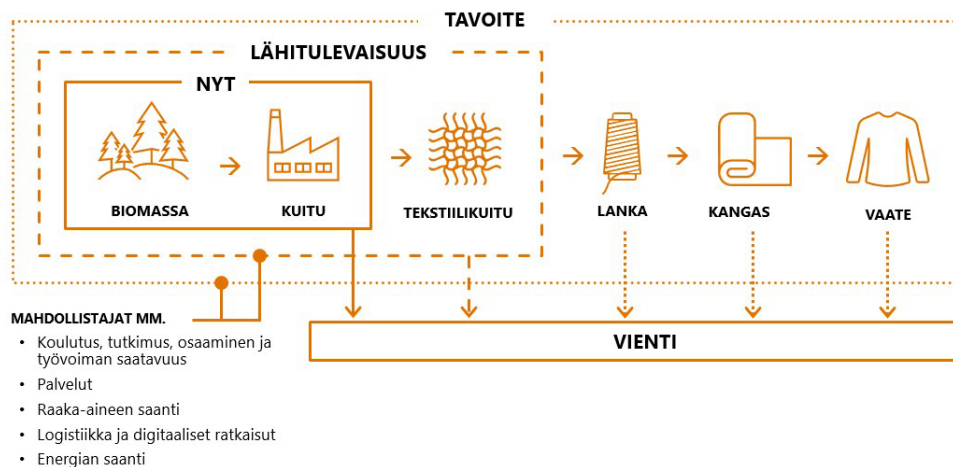 TAVOITE
LÄHITULEVAISUUS
NYT
BIOMASSA
KUITU
TEKSTIILIKUITU
LANKA
KANGAS
VAATE
MAHDOLLISTAJAT MM.
• Koulutus, tutkimus, osaaminen ja
työvoiman saatavuus
• Palvelut
• Raaka-aineen saanti
• Logistiikka ja digitaaliset ratkaisut
• Energian saanti
VIENTI